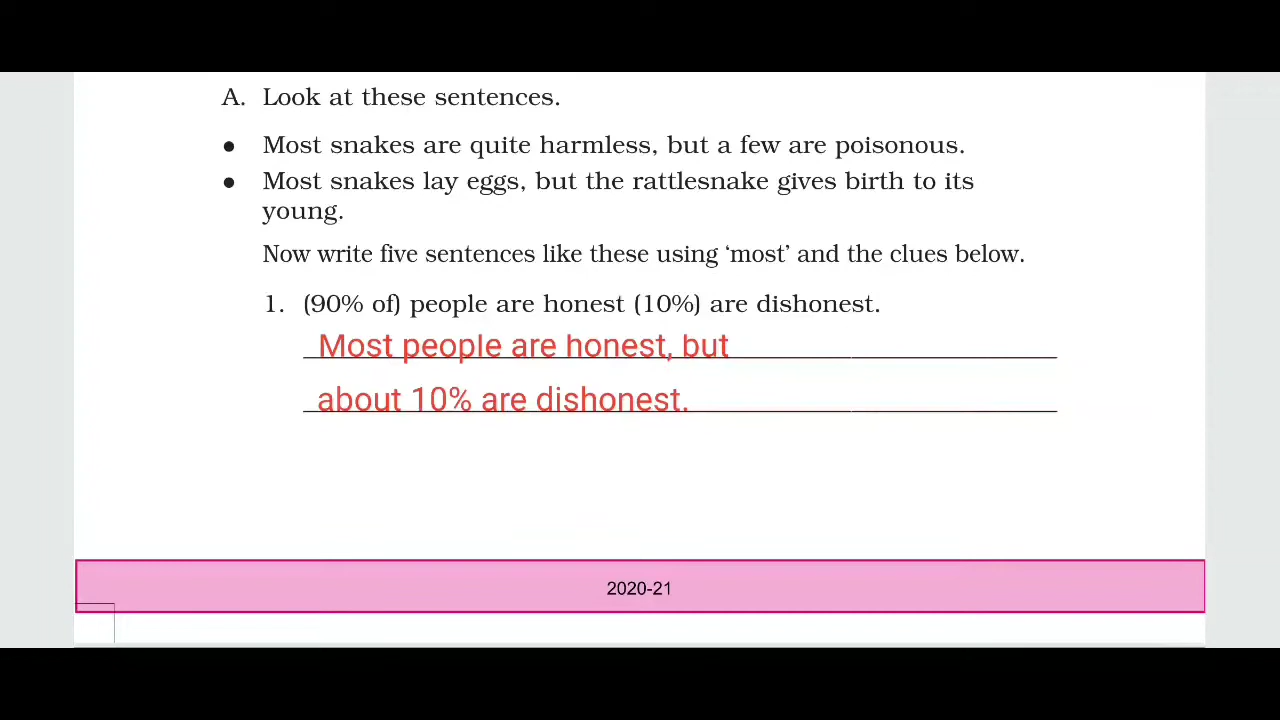 A. Look at these sentences.
● Most snakes are quite harmless, but a few are poisonous.
● Most snakes lay eggs, but the rattlesnake gives birth to its
young.
Now write five sentences like these using ‘most’ and the clues below.
1. (90% of) people are honest (10%) are dishonest.
Most people are honest, but
about 10% are dishonest.
2020-21